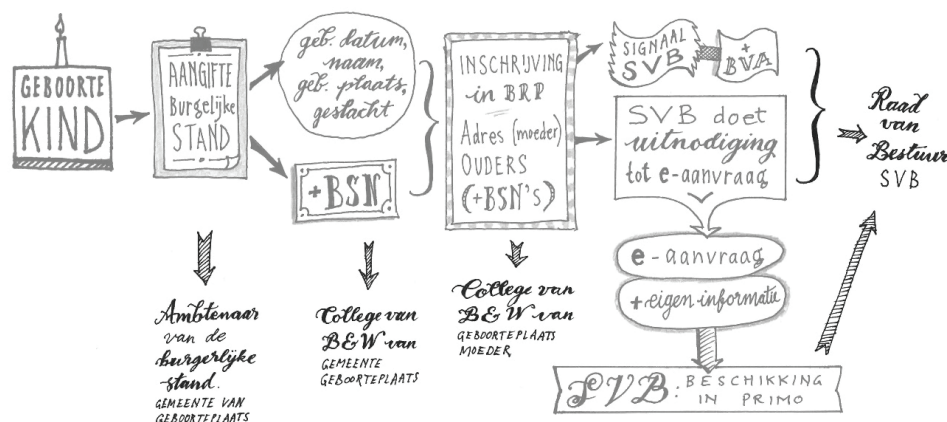 GEBOORTE
KIND
AANGIFTE
Burgelijke
STAND
geb. datum,
naam,
geb. plaats,
geslacht
+BSN
INSCHRIJVING
in BRP
Adres (moeder)
OUDERS
(+BSN's)
SIGNAAL
SVB
+
BVA
SVB doet
uitnodiging
tot e-aanvraag
e-aanvraag
+eigen informatie
SVB: BESCHIKKING
IN PRIMO
Raad
van
Bestuur
SVB
Ambtenaar
van de
burgerlijke
stand.
GEMEENTE VAN
GEBOORTEPLAATS
College van
B&W van
GEMEENTE
GEBOORTEPLAATS
College van
B&W van
GEBOORTEPLAATS
MOEDER